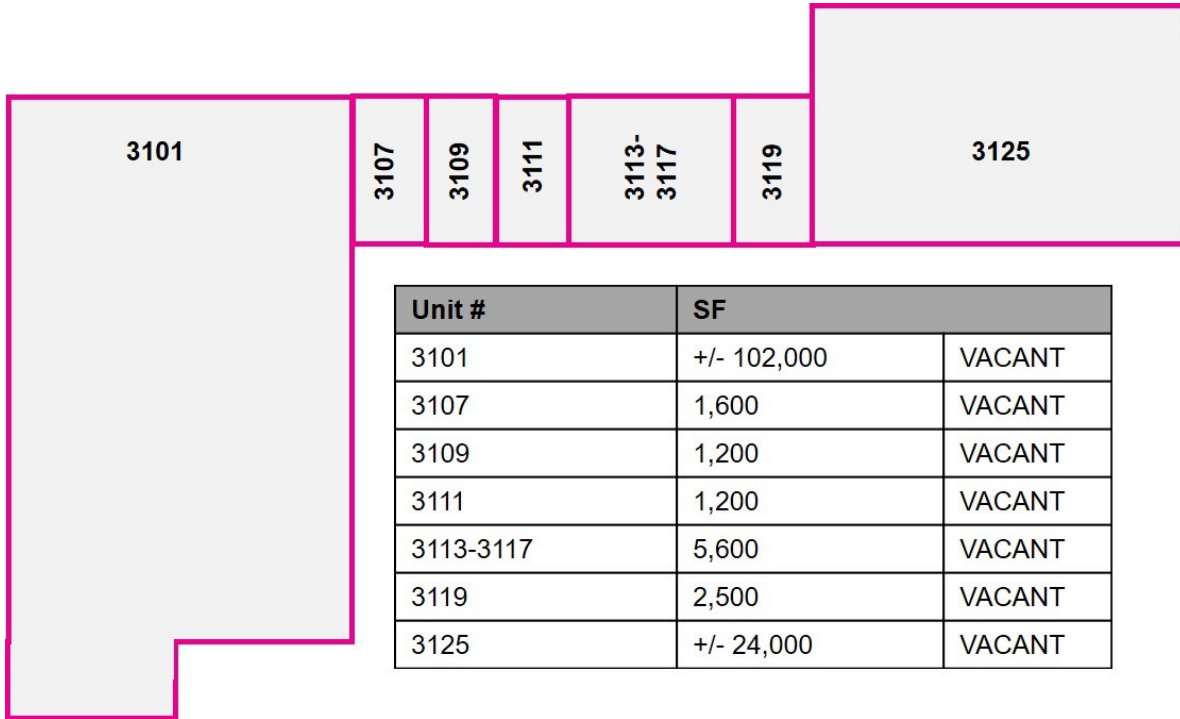 3101
3107
3109
3111
3113-
3117
3119
3125
Unit # SF
3101 +/- 102,000 VACANT
3107 1,600 VACANT
3109 1,200 VACANT
3111 1,200 VACANT
3113-3117 5,600 VACANT
3119 2,500 VACANT
3125 +/- 24,000 VACANT